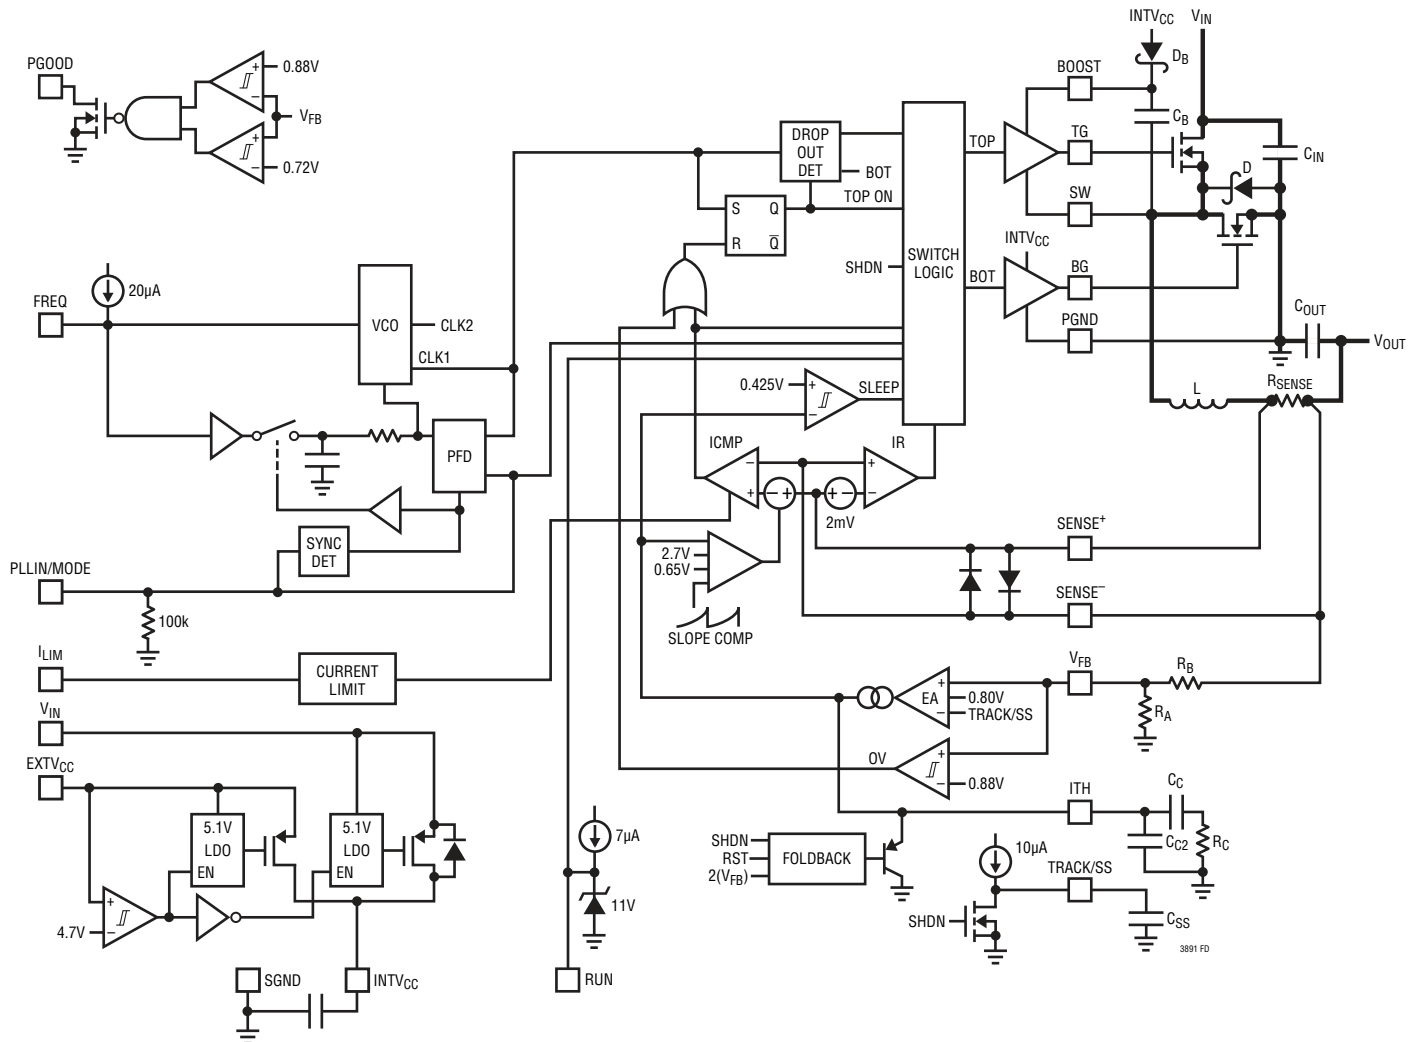 INTVCC
VIN
PGOOD
+
0.88V
−
VFB
+
0.72V
−
DB
BOOST
CB
TG
CIN
D
SW
DROP
OUT
DET
BOT
TOP ON
TOP
S
Q
R
Q̅
SHDN
SWITCH
LOGIC
INTVCC
BOT
BG
PGND
COUT
VOUT
20µA
FREQ
VCO
CLK2
CLK1
0.425V
+
−
SLEEP
L
RSENSE
PFD
ICMP
−
+
− +
+ −
2mV
IR
+
−
SYNC
DET
2.7V
0.65V
SLOPE COMP
SENSE+
SENSE−
PLLIN/MODE
100k
ILIM
CURRENT
LIMIT
VFB
RB
RA
EA
+
0.80V
−
TRACK/SS
OV
+
−
0.88V
VIN
EXTVCC
5.1V
LDO
EN
5.1V
LDO
EN
+
4.7V
−
7µA
11V
ITH
CC
CC2
RC
SHDN
RST
2(VFB)
FOLDBACK
10µA
TRACK/SS
SHDN
CSS
3891 FD
SGND
INTVCC
RUN